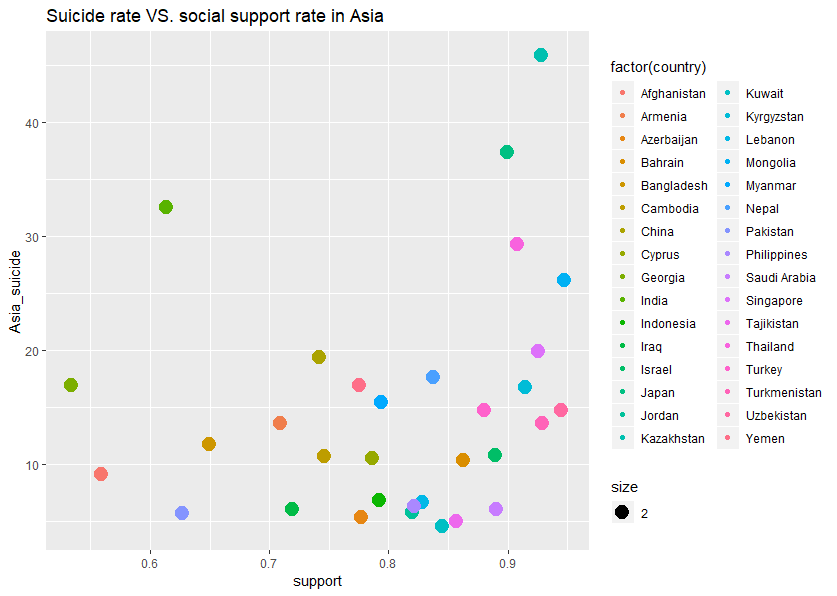 Suicide rate VS. social support rate in Asia
Asia_suicide
40
30
20
10
0.6
0.7
0.8
0.9
support
factor(country)
Afghanistan
Armenia
Azerbaijan
Bahrain
Bangladesh
Cambodia
China
Cyprus
Georgia
India
Indonesia
Iraq
Israel
Japan
Jordan
Kazakhstan
Kuwait
Kyrgyzstan
Lebanon
Mongolia
Myanmar
Nepal
Pakistan
Philippines
Saudi Arabia
Singapore
Tajikistan
Thailand
Turkey
Turkmenistan
Uzbekistan
Yemen
size
2